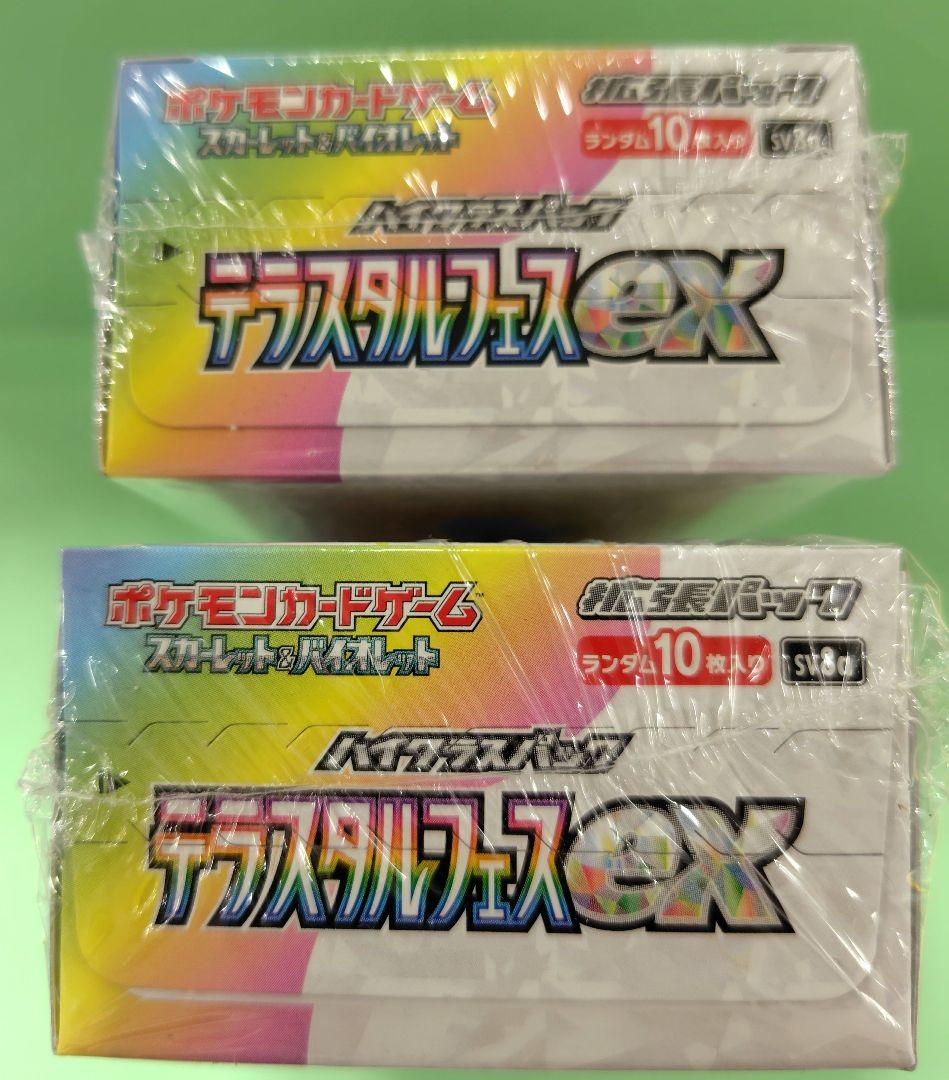 ポケモンカードゲーム
スカーレット&バイオレット
拡張パック
ランダム10枚入り
SV8a
ハイクラスパック
テラスタルフェスex
ポケモンカードゲーム™
スカーレット&バイオレット
拡張パック
ランダム10枚入り
SV8a
ハイクラスパック
テラスタルフェスex